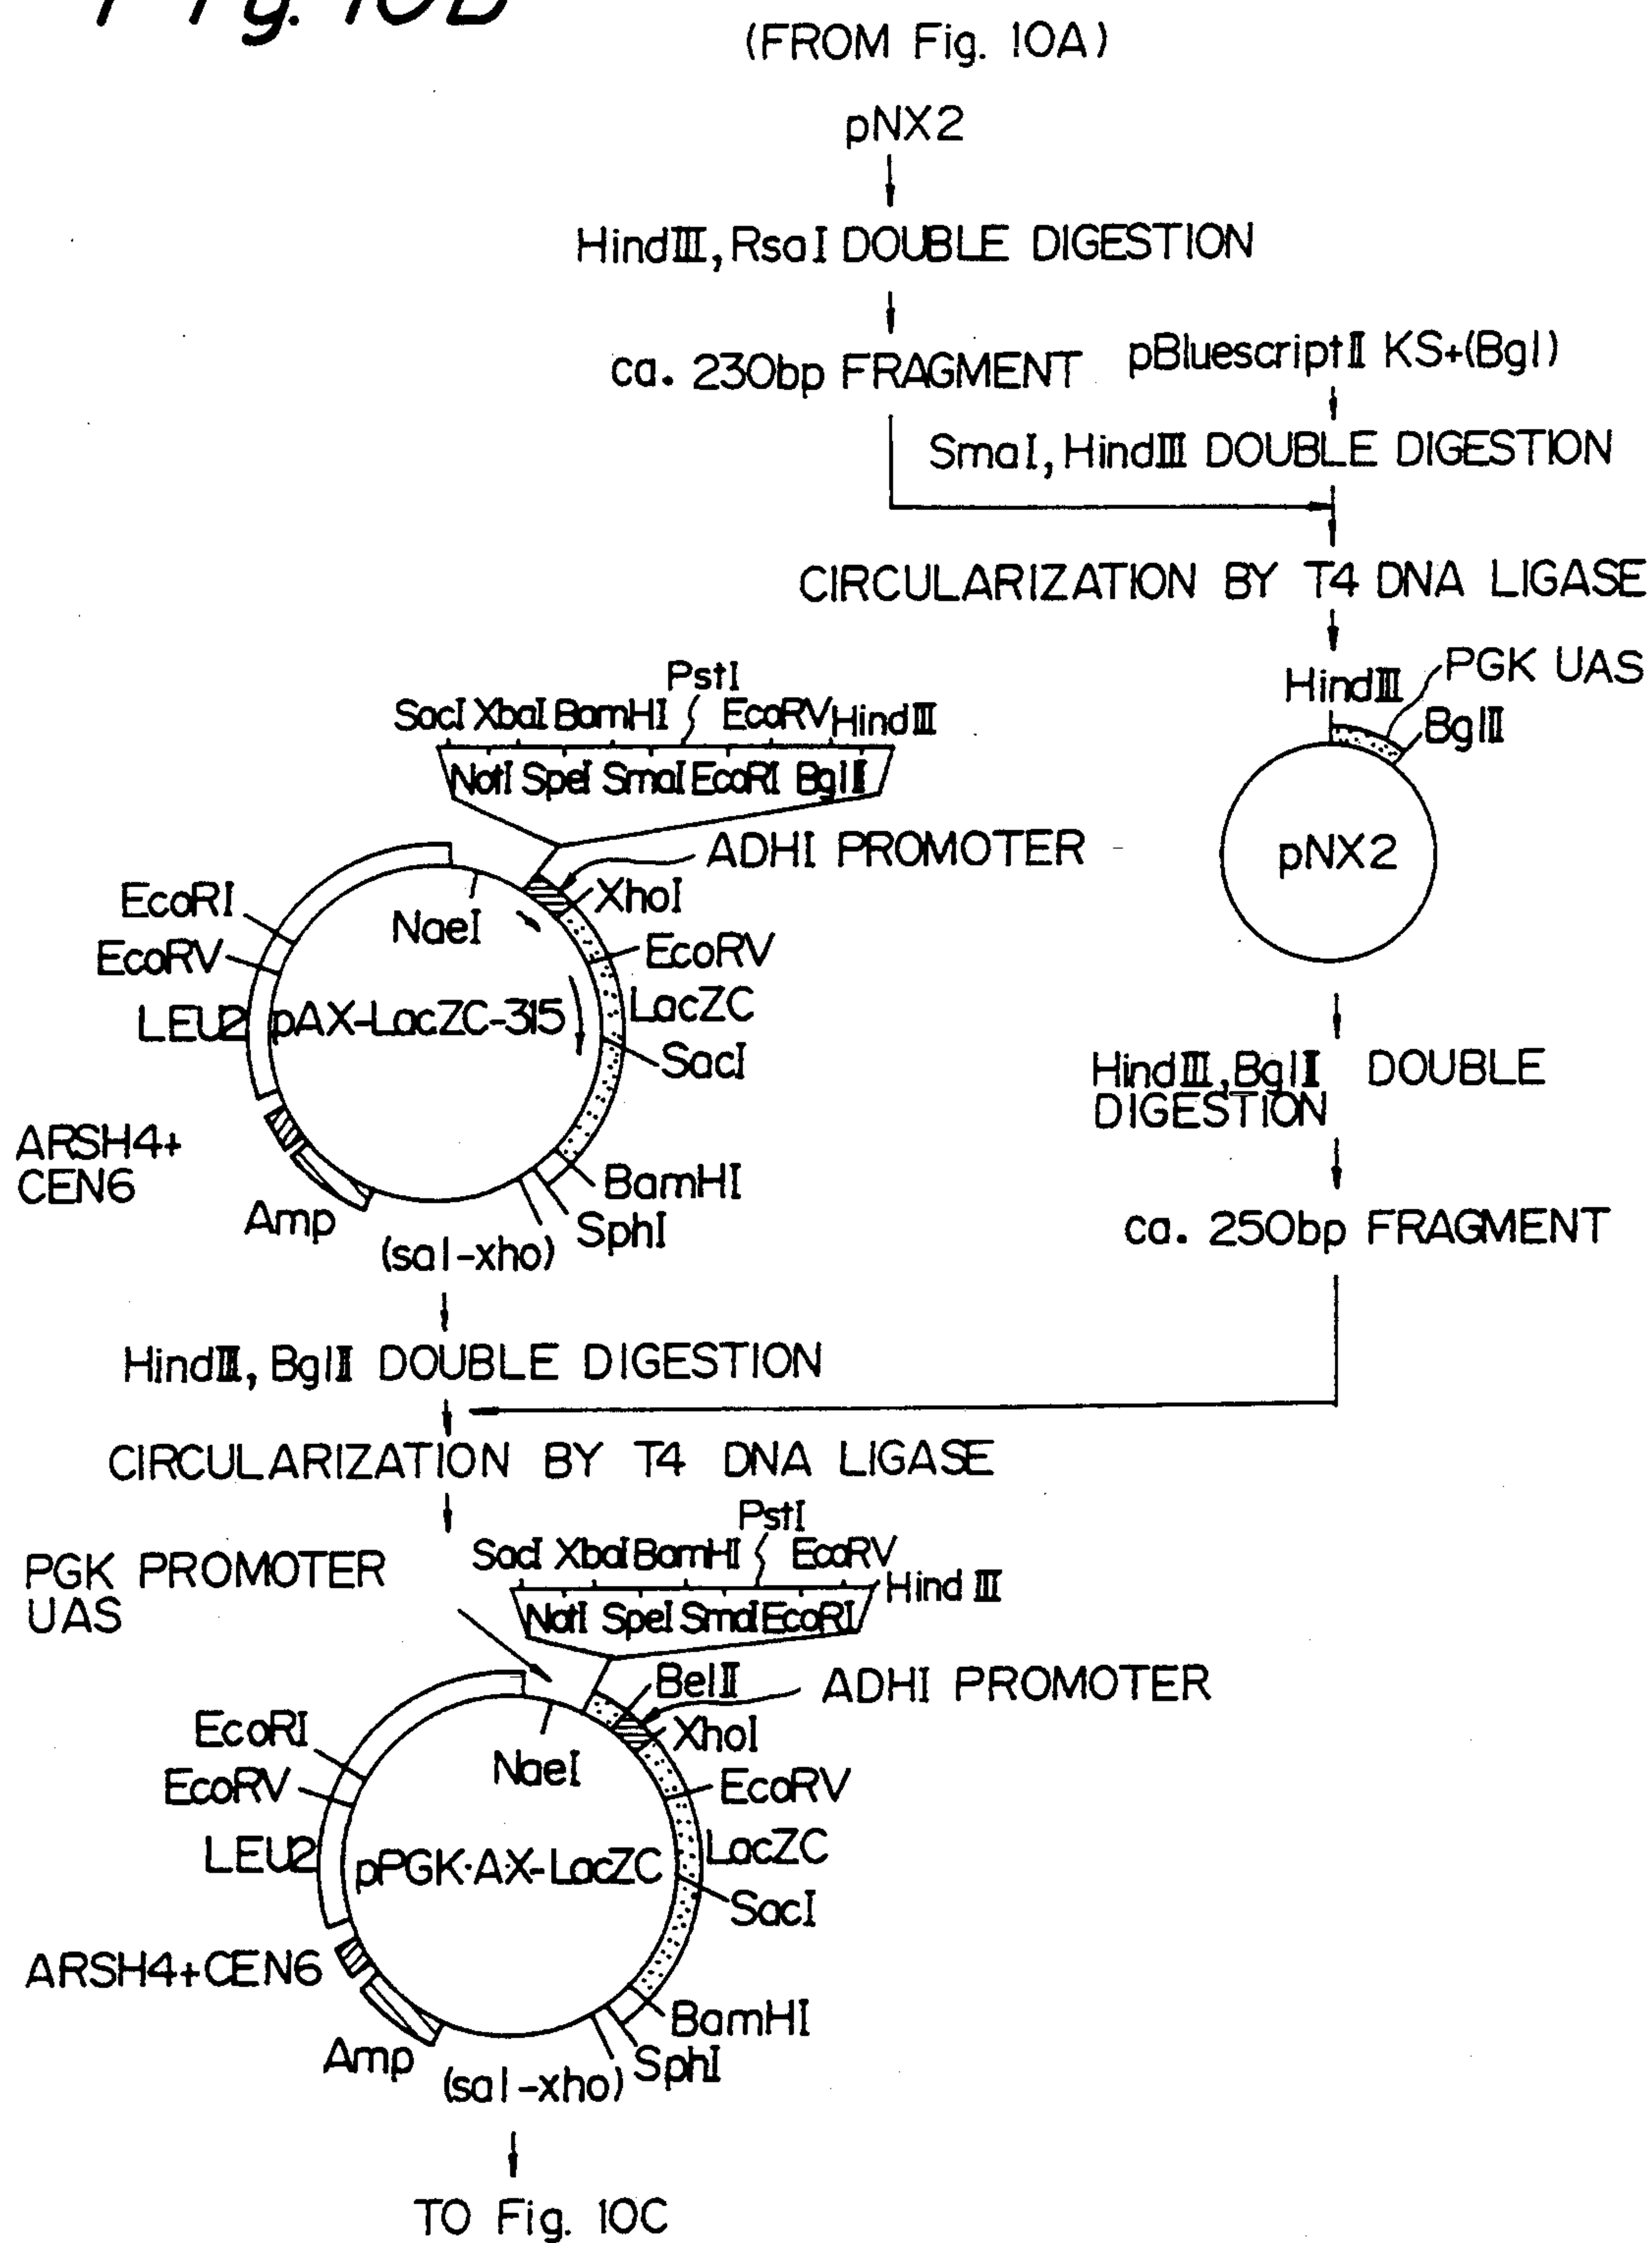 Fig. 10B
(FROM Fig. 10A)
pNX2
HindIII, RsaI DOUBLE DIGESTION
ca. 230bp FRAGMENT
pBluescriptII KS+(BglI)
SmaI, HindIII DOUBLE DIGESTION
CIRCULARIZATION BY T4 DNA LIGASE
HindIII
PGK UAS
BglII
pNX2
HindIII, BglII DOUBLE
DIGESTION
ca. 250bp FRAGMENT
PstI
SacI XbaI BamHI EcoRV HindIII
NotI SpeI SmaI EcoRI BglII
ADHI PROMOTER
XhoI
NaeI
EcoRI
EcoRV
EcoRV
LEU2
pAX-LacZC-315
LacZC
SacI
ARSH4+
CEN6
BamHI
Amp
SphI
(sal-xho)
HindIII, BglII DOUBLE DIGESTION
CIRCULARIZATION BY T4 DNA LIGASE
PGK PROMOTER
UAS
PstI
SacI XbaI BamHI EcoRV
HindIII
NotI SpeI SmaI EcoRI
BelII
ADHI PROMOTER
XhoI
NaeI
EcoRI
EcoRV
EcoRV
LEU2
pPGK·AX-LacZC
LacZC
SacI
ARSH4+CEN6
BamHI
Amp
SphI
(sal-xho)
TO Fig. 10C